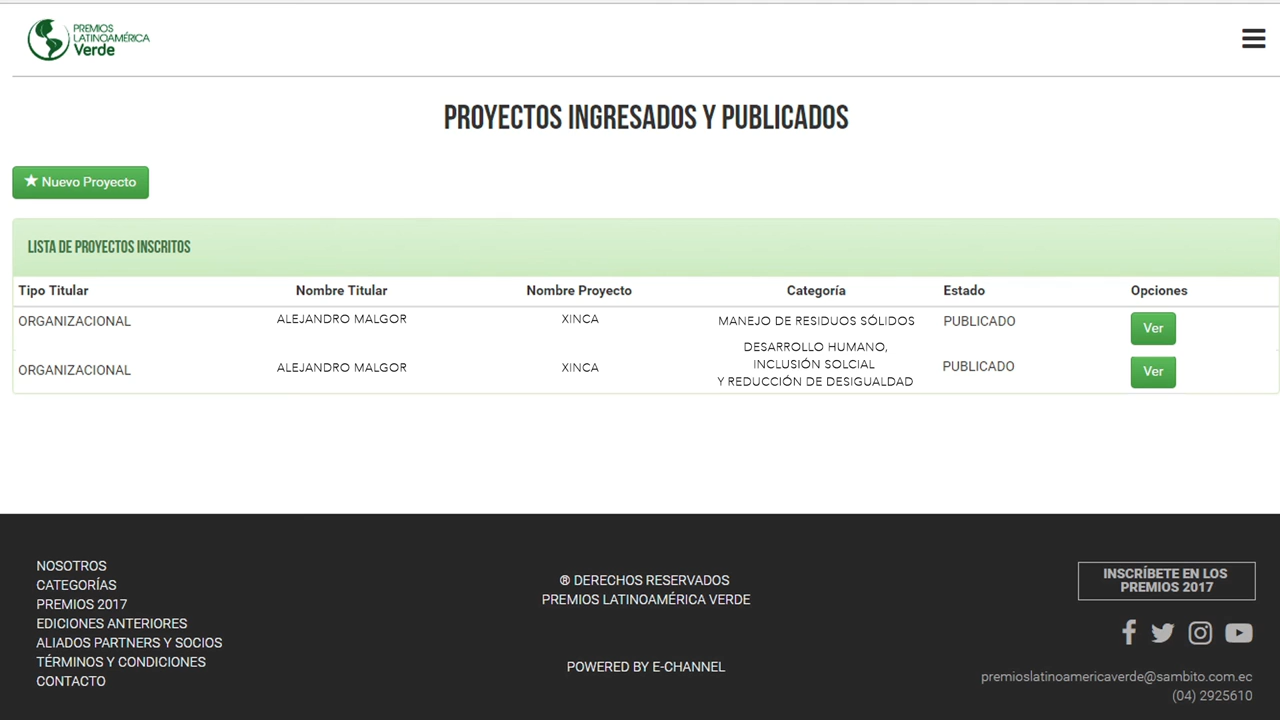 PREMIOS
LATINOAMÉRICA
Verde
PROYECTOS INGRESADOS Y PUBLICADOS
Nuevo Proyecto
LISTA DE PROYECTOS INSCRITOS
Tipo Titular Nombre Titular Nombre Proyecto Categoría Estado Opciones
ORGANIZACIONAL ALEJANDRO MALGOR XINCA MANEJO DE RESIDUOS SÓLIDOS PUBLICADO Ver
DESARROLLO HUMANO,
INCLUSIÓN SOLCIAL
ORGANIZACIONAL ALEJANDRO MALGOR XINCA PUBLICADO Ver
Y REDUCCIÓN DE DESIGUALDAD
NOSOTROS
CATEGORÍAS
PREMIOS 2017
EDICIONES ANTERIORES
ALIADOS PARTNERS Y SOCIOS
TÉRMINOS Y CONDICIONES
CONTACTO
® DERECHOS RESERVADOS
PREMIOS LATINOAMÉRICA VERDE
POWERED BY E-CHANNEL
INSCRÍBETE EN LOS
PREMIOS 2017
premioslatinoamericaverde@sambito.com.ec
(04) 2925610